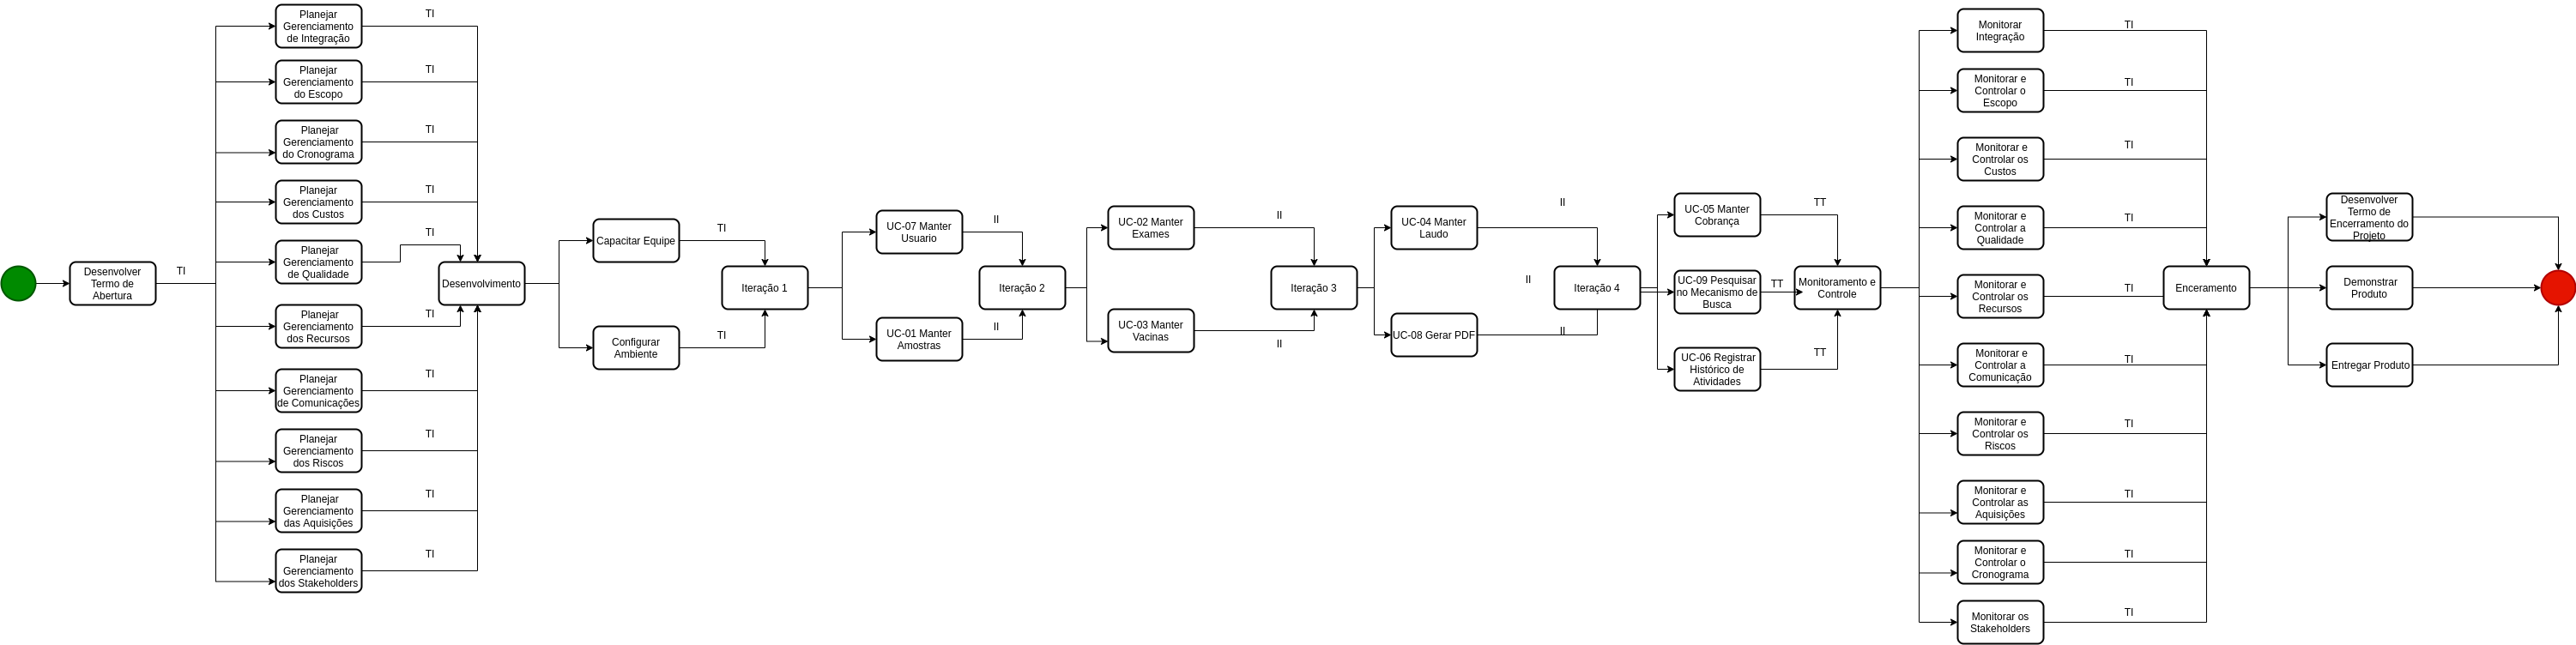 Desenvolver
Termo de
Abertura
TI
Planejar
Gerenciamento
de Integração
TI
Planejar
Gerenciamento
do Escopo
TI
Planejar
Gerenciamento
do Cronograma
TI
Planejar
Gerenciamento
dos Custos
TI
Planejar
Gerenciamento
de Qualidade
TI
Planejar
Gerenciamento
dos Recursos
TI
Planejar
Gerenciamento
de Comunicações
TI
Planejar
Gerenciamento
dos Riscos
TI
Planejar
Gerenciamento
das Aquisições
TI
Planejar
Gerenciamento
dos Stakeholders
TI
Desenvolvimento
Capacitar Equipe
TI
Configurar
Ambiente
TI
Iteração 1
UC-07 Manter
Usuario
II
UC-01 Manter
Amostras
II
Iteração 2
UC-02 Manter
Exames
II
UC-03 Manter
Vacinas
II
Iteração 3
UC-04 Manter
Laudo
II
II
UC-08 Gerar PDF
II
Iteração 4
UC-05 Manter
Cobrança
TT
UC-09 Pesquisar
no Mecanismo de
Busca
TT
UC-06 Registrar
Histórico de
Atividades
TT
Monitoramento e
Controle
Monitorar
Integração
TI
Monitorar e
Controlar o
Escopo
TI
Monitorar e
Controlar os
Custos
TI
Monitorar e
Controlar a
Qualidade
TI
Monitorar e
Controlar os
Recursos
TI
Monitorar e
Controlar a
Comunicação
TI
Monitorar e
Controlar os
Riscos
TI
Monitorar e
Controlar as
Aquisições
TI
Monitorar e
Controlar o
Cronograma
TI
Monitorar os
Stakeholders
TI
Enceramento
Desenvolver
Termo de
Encerramento do
Projeto
Demonstrar
Produto
Entregar Produto